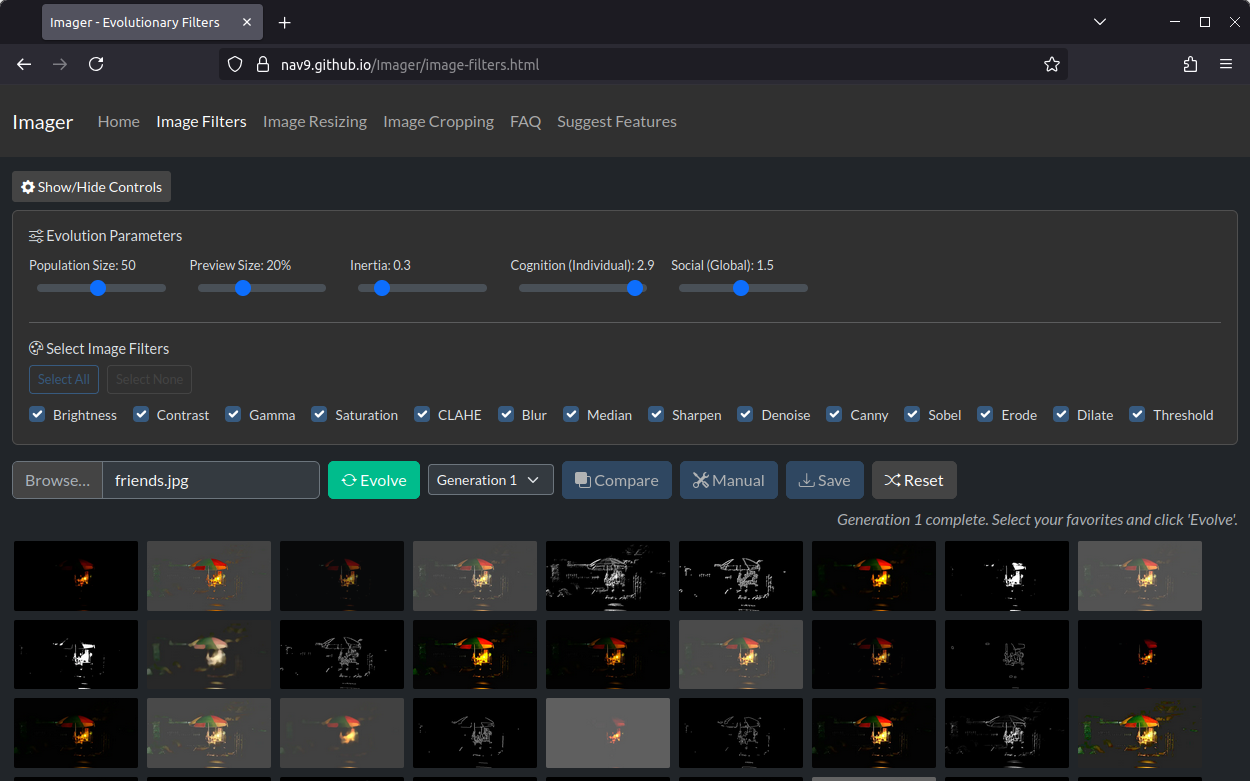 Imager - Evolutionary Filters
nav9.github.io/Imager/image-filters.html
Imager Home Image Filters Image Resizing Image Cropping FAQ Suggest Features
Show/Hide Controls
Evolution Parameters
Population Size: 50 Preview Size: 20% Inertia: 0.3 Cognition (Individual): 2.9 Social (Global): 1.5
Select Image Filters
Select All Select None
Brightness Contrast Gamma Saturation CLAHE Blur Median Sharpen Denoise Canny Sobel Erode Dilate Threshold
Browse... friends.jpg Evolve Generation 1 Compare Manual Save Reset
Generation 1 complete. Select your favorites and click 'Evolve'.